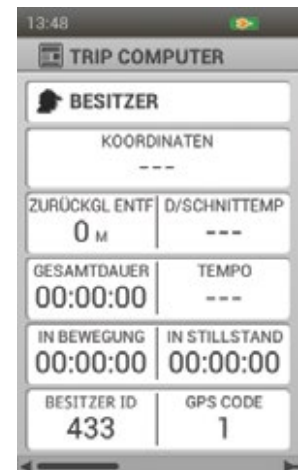 13:48
TRIP COMPUTER
BESITZER
KOORDINATEN
---
ZURÜCKGL ENTF D/SCHNITTEMP
0 M ---
GESAMTDAUER TEMPO
00:00:00 ---
IN BEWEGUNG IN STILLSTAND
00:00:00 00:00:00
BESITZER ID GPS CODE
433 1